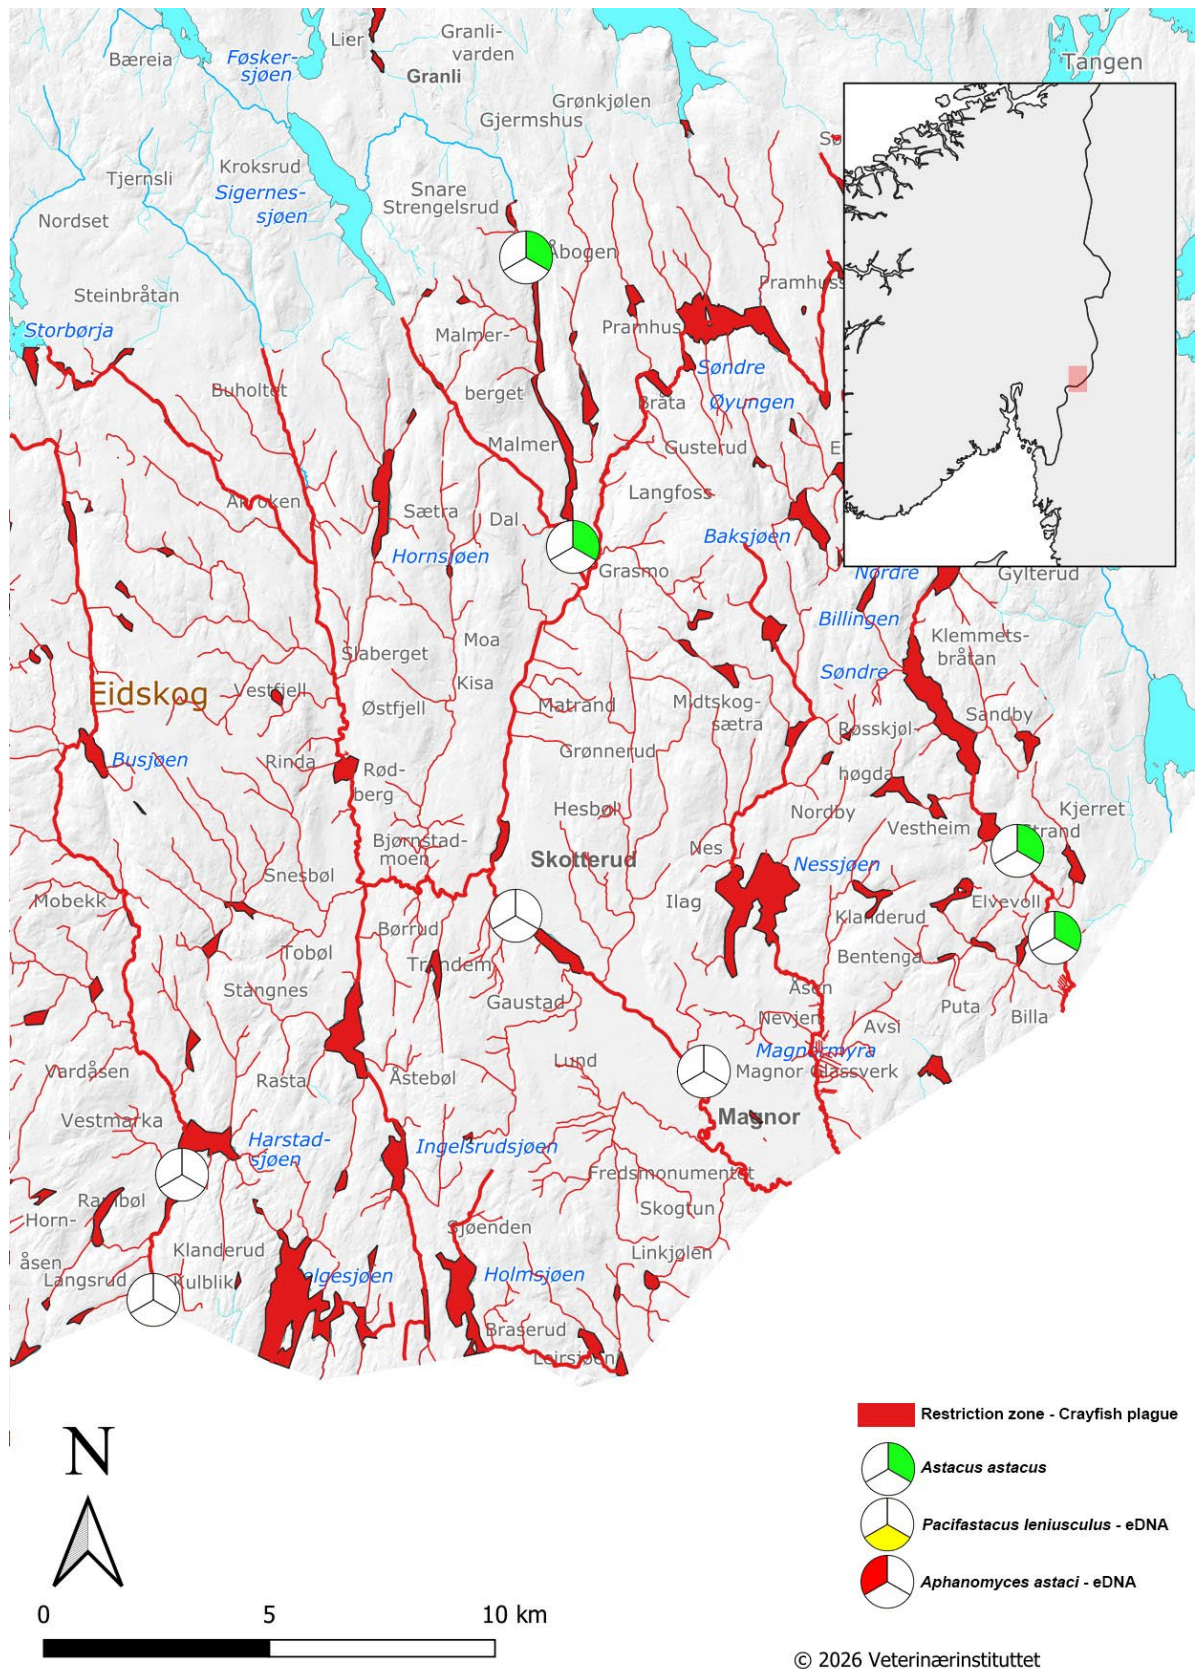 Lier
Granli-
varden
Bæreia
Føsker-
sjøen
Granli
Tangen
Grønkjølen
Gjermshus
Kroksrud
Tjernsli
Sigernes-
sjøen
Snare
Strengelsrud
Nordset
Åbogen
Steinbråtan
Storbørja
Malmer-
Pramhus
Pramhuss
Buholtet
berget
Søndre
Øyungen
Bråta
Malmer
Gusterud
Langfoss
Sætra
Dal
Baksjøen
Hornsjøen
Grasmo
Nordre
Gylterud
Billingen
Klemmets-
bråtan
Moa
Slaberget
Søndre
Kisa
Eidskog
Vestfjell
Østfjell
Matrand
Midtskog-
sætra
Sandby
Røsskjøl-
Grønnerud
Busjøen
Rinda
Rød-
berg
høgda
Hesbøl
Nordby
Kjerret
Vestheim
Strand
Bjørnstad-
moen
Skotterud
Nes
Nessjøen
Snesbøl
Mobekk
Ilag
Elvevoll
Klanderud
Børrud
Tobøl
Bentenga
Trandem
Stangnes
Gaustad
Åsen
Puta
Billa
Nevjen
Avsi
Lund
Magnormyra
Magnor Glassverk
Vardåsen
Rasta
Åstebøl
Vestmarka
Magnor
Harstad-
sjøen
Ingelsrudsjøen
Fredsmonumentet
Rambøl
Horn-
åsen
Skogtun
Sjøenden
Klanderud
Linkjølen
Langsrud
Kulblik
elgesjøen
Holmsjøen
Braserud
Leirsjøen
N
0 5 10 km
Restriction zone - Crayfish plague
Astacus astacus
Pacifastacus leniusculus - eDNA
Aphanomyces astaci - eDNA
© 2026 Veterinærinstituttet